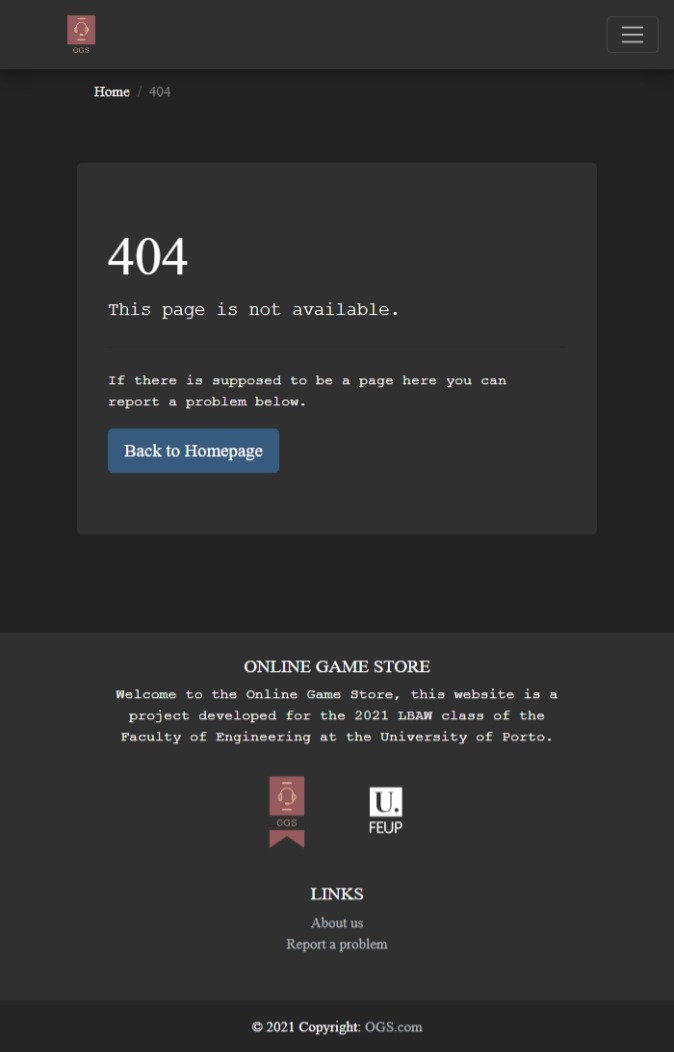 OGS
Home / 404
404
This page is not available.
If there is supposed to be a page here you can
report a problem below.
Back to Homepage
ONLINE GAME STORE
Welcome to the Online Game Store, this website is a
project developed for the 2021 LBAW class of the
Faculty of Engineering at the University of Porto.
OGS
U.
FEUP
LINKS
About us
Report a problem
© 2021 Copyright: OGS.com